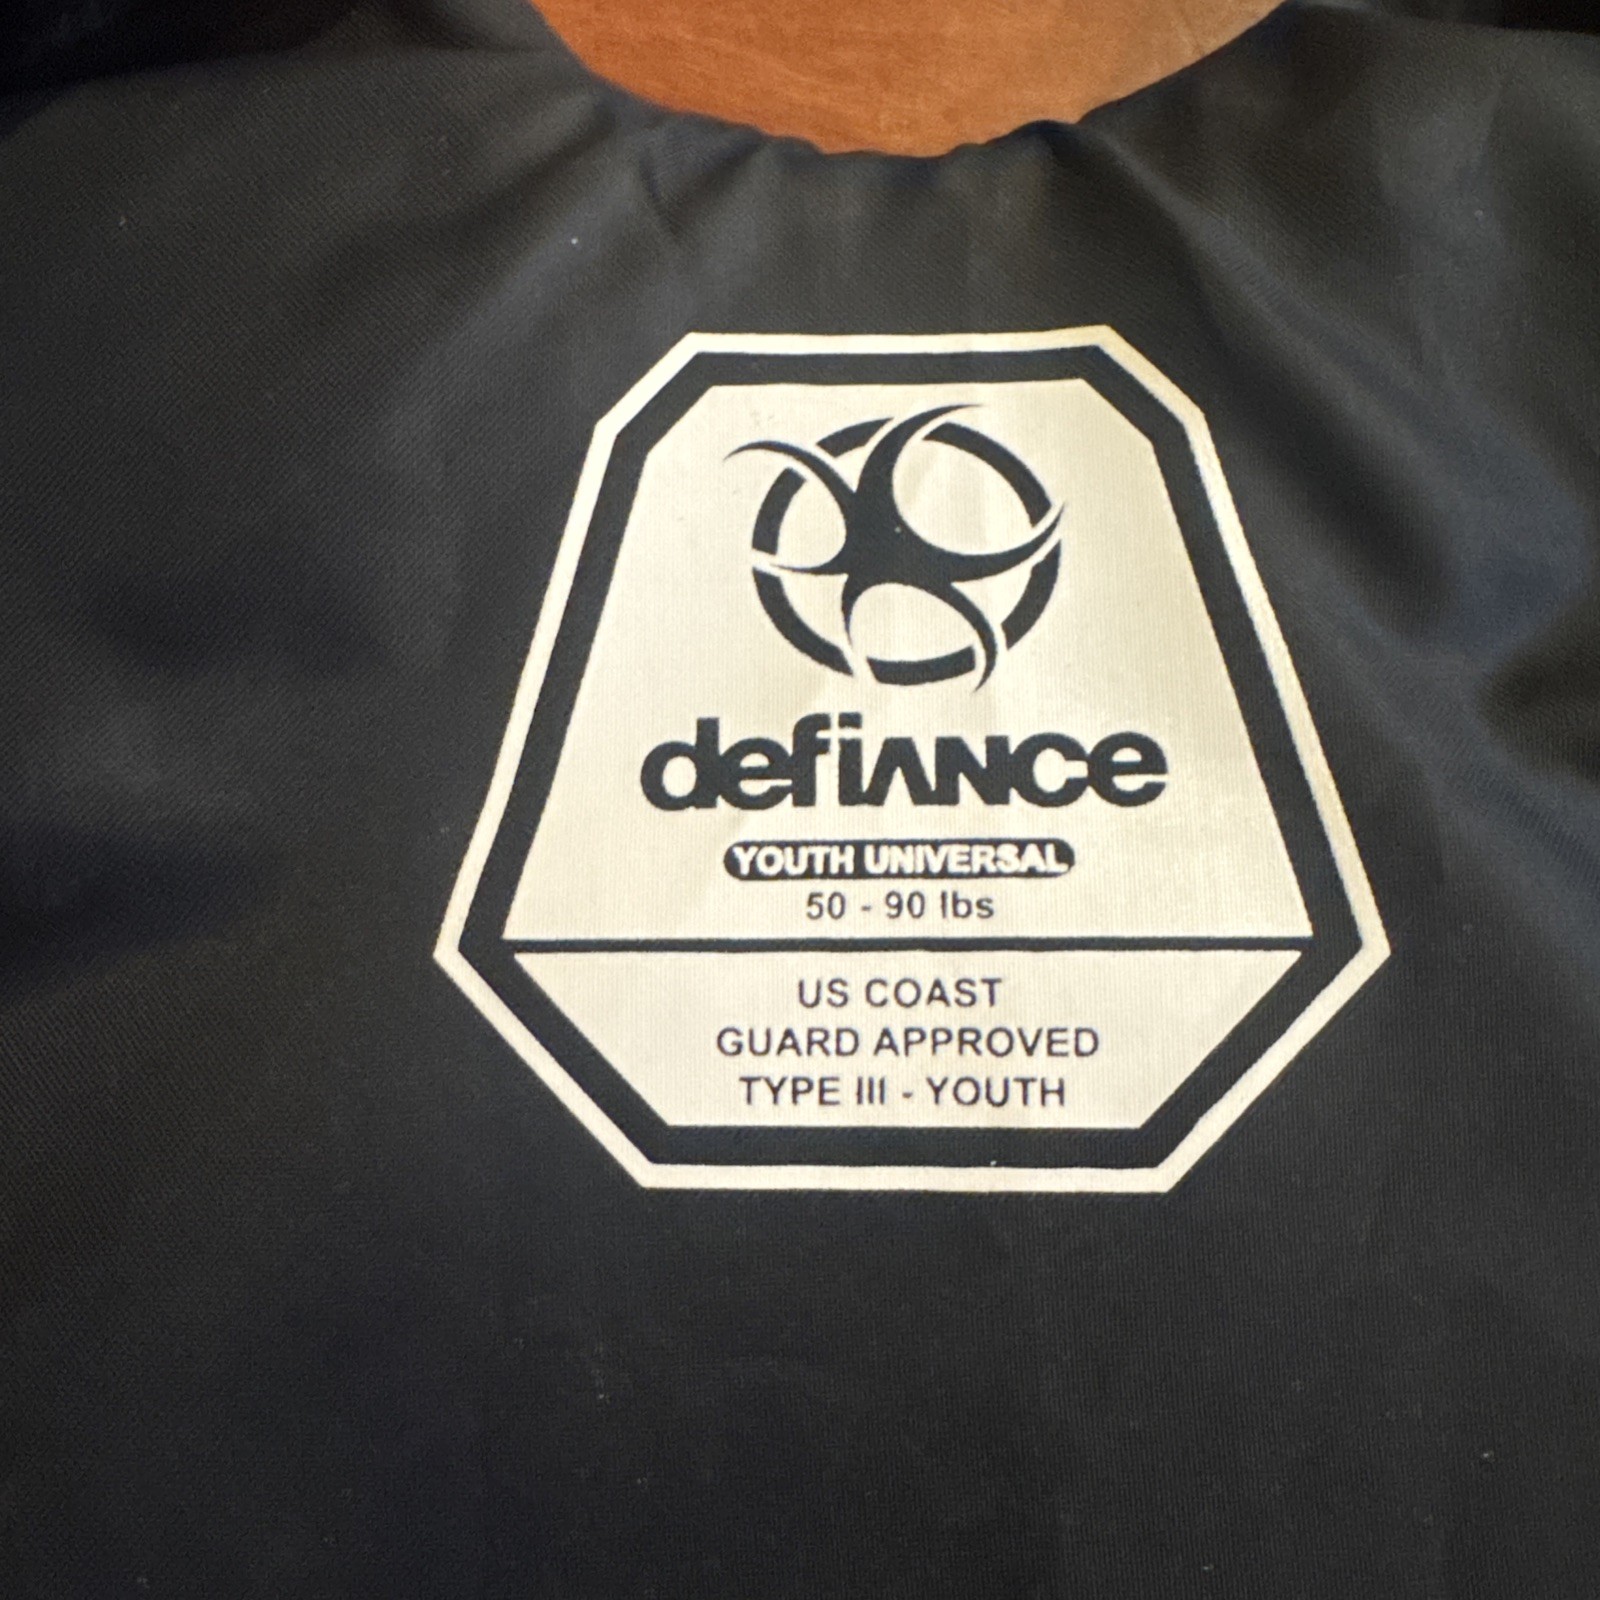 defiance
YOUTH UNIVERSAL
50 - 90 lbs
US COAST
GUARD APPROVED
TYPE III - YOUTH